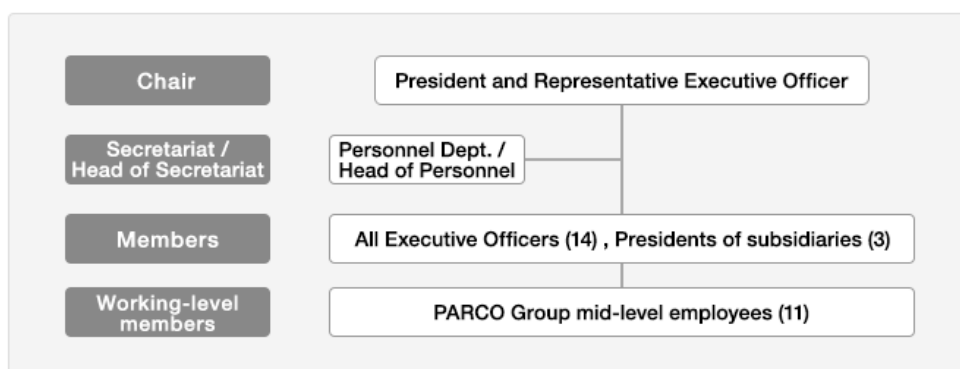 Chair
President and Representative Executive Officer
Secretariat /
Head of Secretariat
Personnel Dept. /
Head of Personnel
Members
All Executive Officers (14) , Presidents of subsidiaries (3)
Working-level
members
PARCO Group mid-level employees (11)